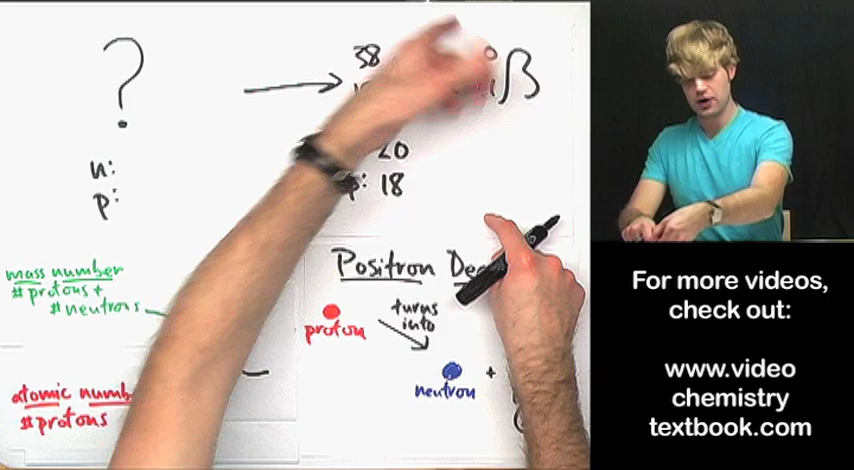 ?
38
0
β
n:
20
p:
p: 18
mass number
#protons +
#neutrons
Positron
turns
into
proton
neutron +
atomic
#protons
For more videos,
check out:
www.video
chemistry
textbook.com